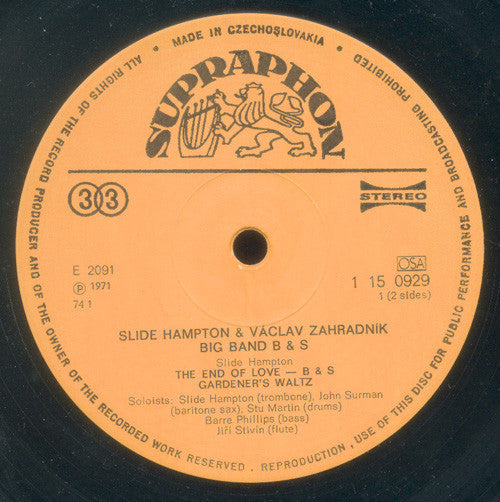 ALL RIGHTS OF THE RECORD PRODUCER AND OF THE OWNER OF THE RECORDED WORK RESERVED . REPRODUCTION , USE OF THIS DISC FOR PUBLIC PERFORMANCE AND BROADCASTING PROHIBITED
• MADE IN CZECHOSLOVAKIA •
SUPRAPHON
33
STEREO
E 2091
Ⓟ 1971
74 1
OSA
1 15 0929
1 (2 sides)
SLIDE HAMPTON & VÁCLAV ZAHRADNÍK
BIG BAND B & S
Slide Hampton
THE END OF LOVE — B & S
GARDENER'S WALTZ
Soloists: Slide Hampton (trombone), John Surman
(baritone sax), Stu Martin (drums)
Barre Phillips (bass)
Jiří Stivín (flute)